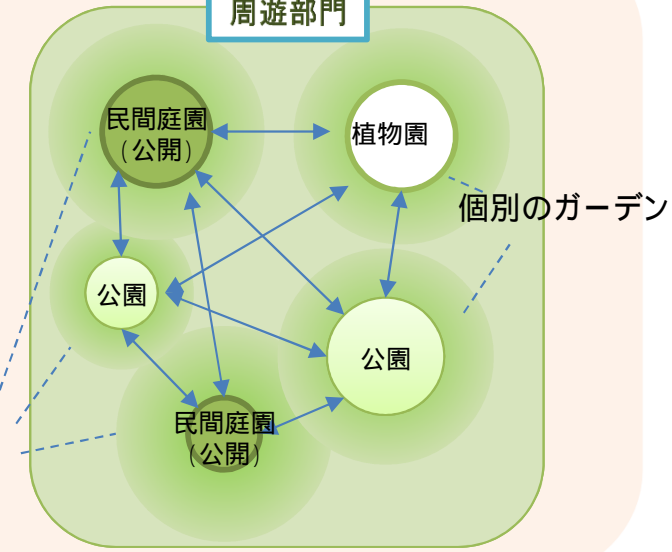 周遊部門
民間庭園
（公開）
植物園
個別のガーデン
公園
公園
民間庭園
（公開）